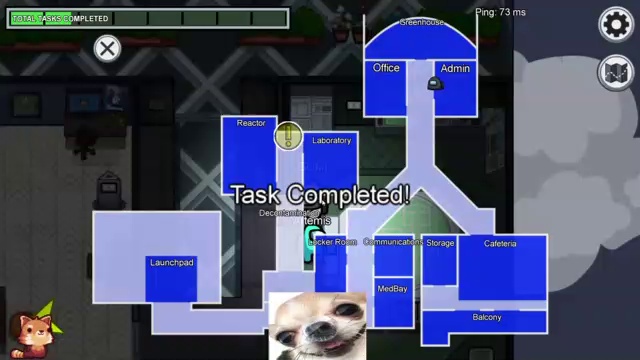 TOTAL TASKS COMPLETED
Ping: 73 ms
Greenhouse
Office
Admin
Reactor
Laboratory
Task Completed!
temis
Locker Room
Communications
Storage
Cafeteria
Launchpad
MedBay
Balcony